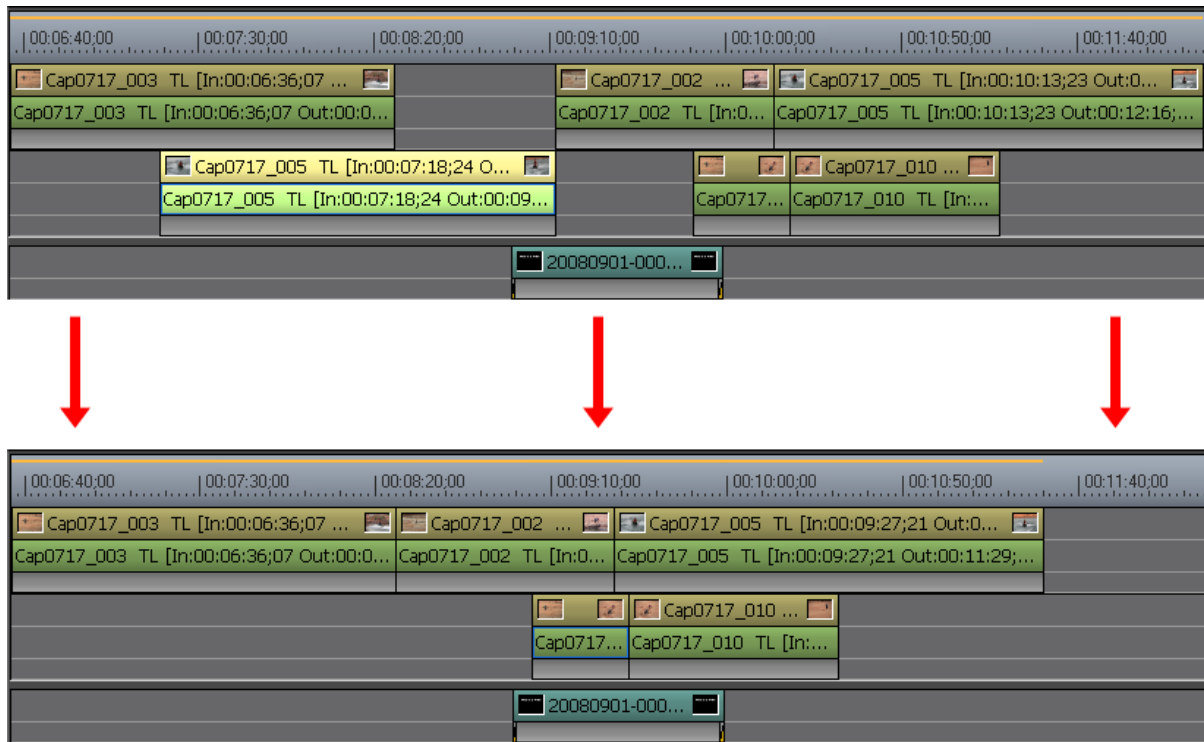 00:06:40;00 00:07:30;00 00:08:20;00 00:09:10;00 00:10:00;00 00:10:50;00 00:11:40;00
Cap0717_003 TL [In:00:06:36;07 ... Cap0717_002 ... Cap0717_005 TL [In:00:10:13;23 Out:0...
Cap0717_003 TL [In:00:06:36;07 Out:00:0... Cap0717_002 TL [In:0... Cap0717_005 TL [In:00:10:13;23 Out:00:12:16;...
Cap0717_005 TL [In:00:07:18;24 O... Cap0717_010 ...
Cap0717_005 TL [In:00:07:18;24 Out:00:09... Cap0717... Cap0717_010 TL [In:...
20080901-000...
00:06:40;00 00:07:30;00 00:08:20;00 00:09:10;00 00:10:00;00 00:10:50;00 00:11:40;00
Cap0717_003 TL [In:00:06:36;07 ... Cap0717_002 ... Cap0717_005 TL [In:00:09:27;21 Out:0...
Cap0717_003 TL [In:00:06:36;07 Out:00:0... Cap0717_002 TL [In:0... Cap0717_005 TL [In:00:09:27;21 Out:00:11:29;...
Cap0717_010 ...
Cap0717... Cap0717_010 TL [In:...
20080901-000...